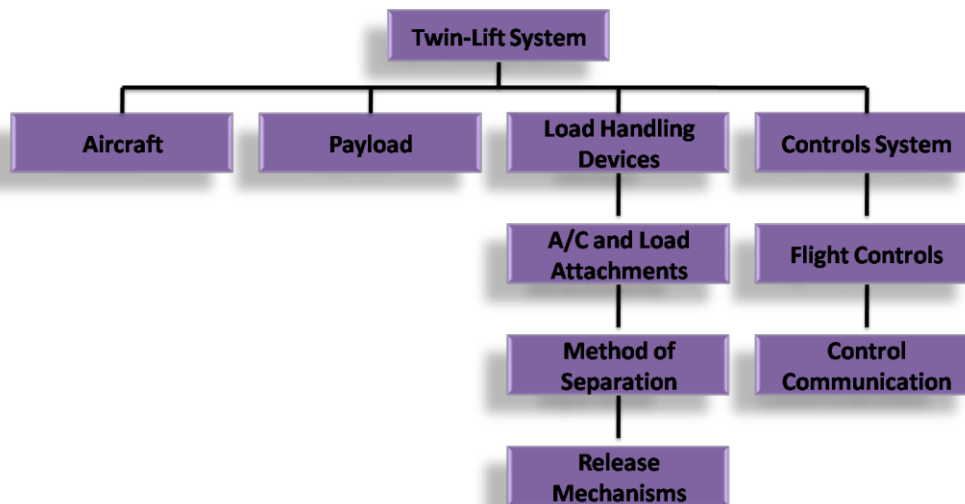 Twin-Lift System
Aircraft
Payload
Load Handling
Devices
Controls System
A/C and Load
Attachments
Flight Controls
Method of
Separation
Control
Communication
Release
Mechanisms